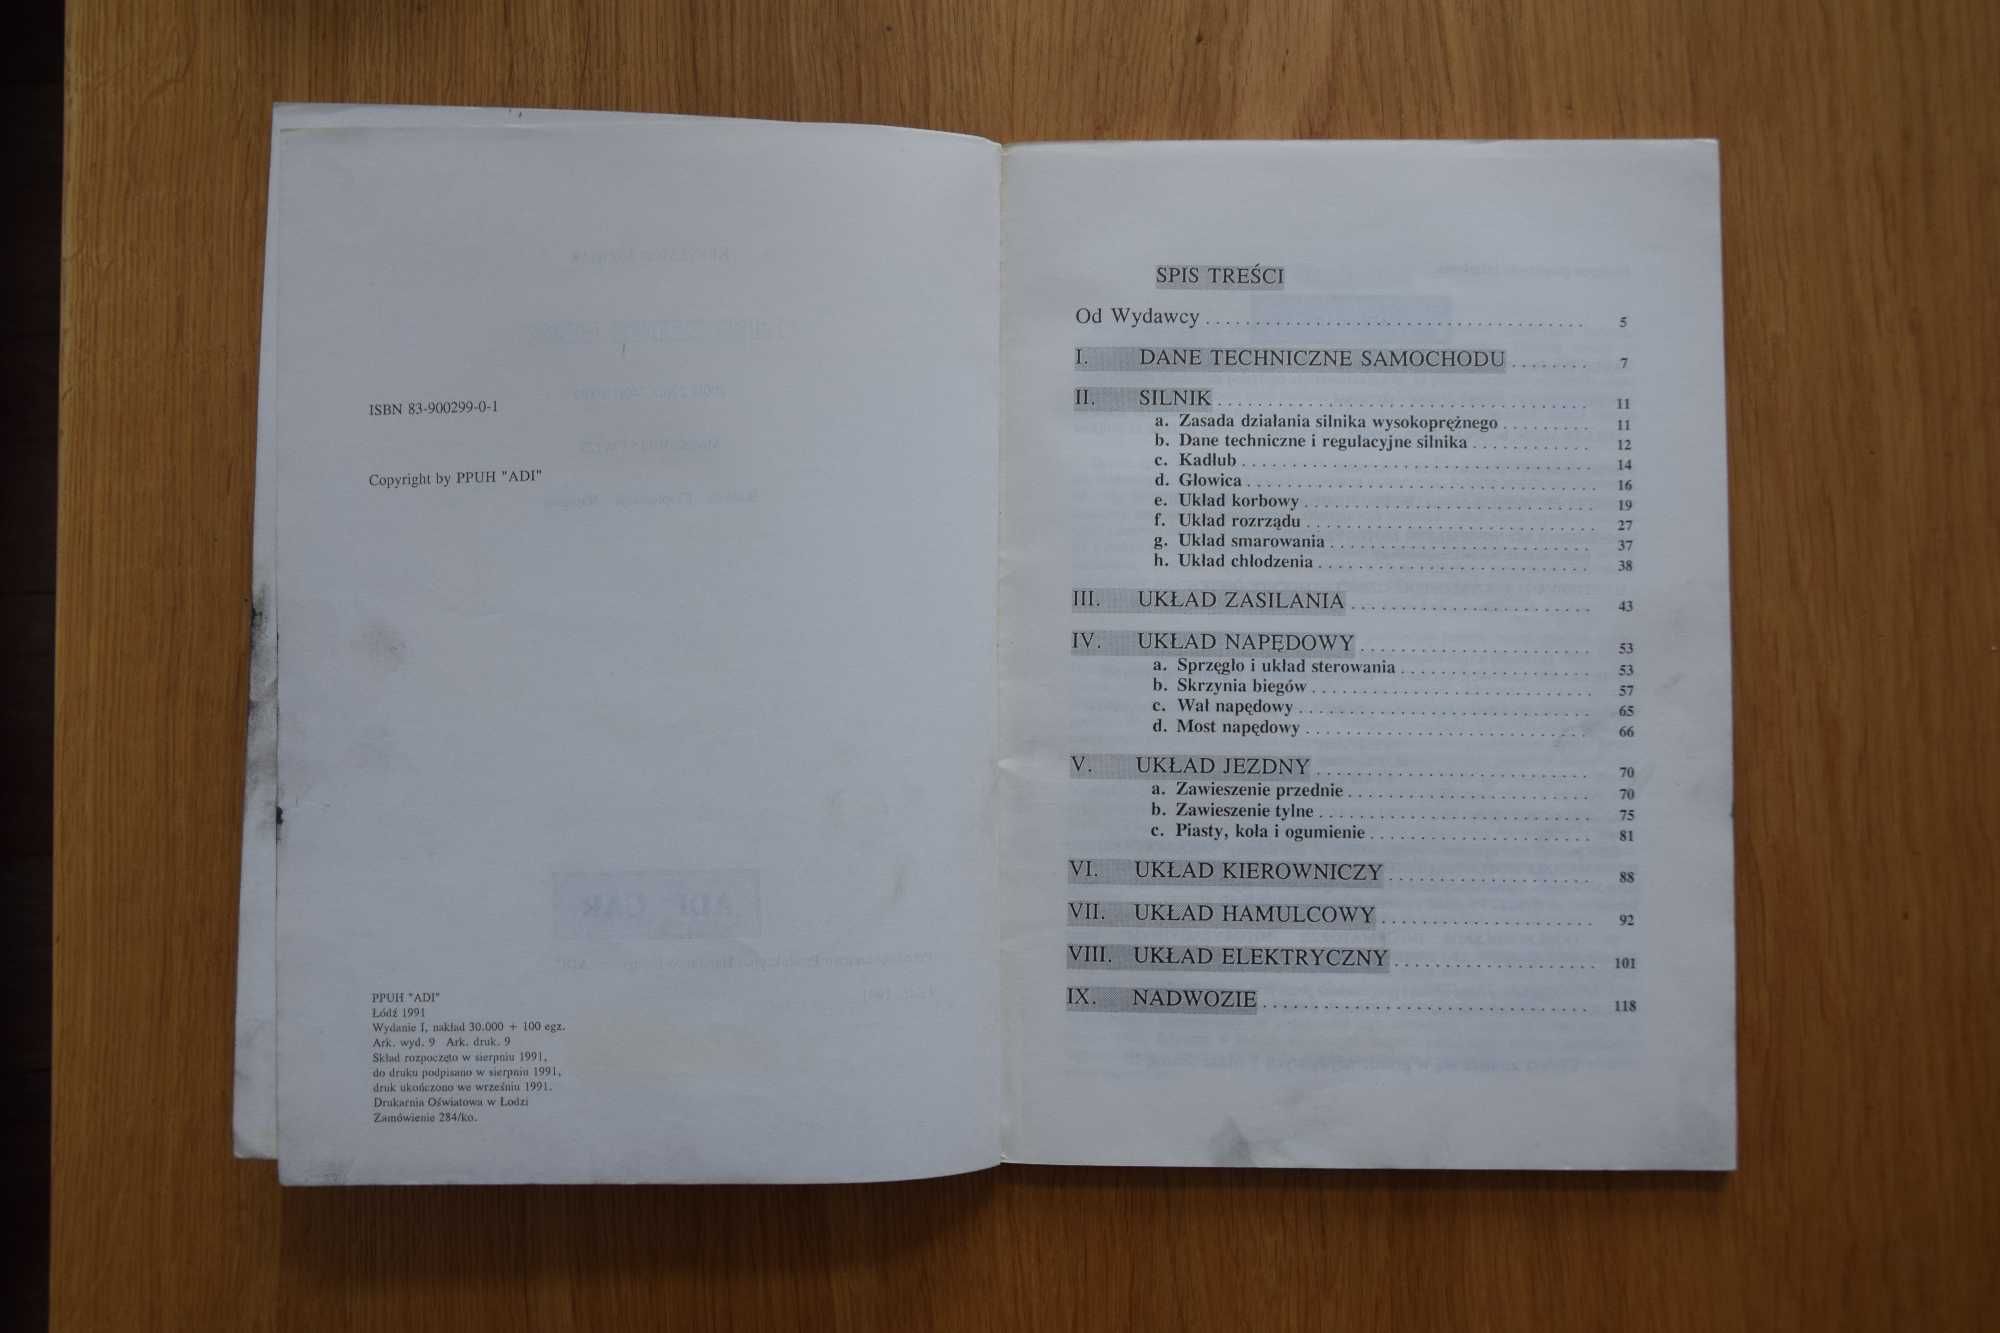 ISBN 83-900299-0-1
Copyright by PPUH "ADI"
PPUH "ADI"
Łódź 1991
Wydanie I, nakład 30.000 + 100 egz.
Ark. wyd. 9 Ark. druk. 9
Skład rozpoczęto w sierpniu 1991,
do druku podpisano w sierpniu 1991,
druk ukończono we wrześniu 1991.
Drukarnia Oświatowa w Łodzi
Zamówienie 284/ko.
SPIS TREŚCI
Od Wydawcy . . . . . . . . . . 5
I. DANE TECHNICZNE SAMOCHODU . . . . . . . . 7
II. SILNIK . . . . . . . . . . 11
a. Zasada działania silnika wysokoprężnego . . . . . . . . . 11
b. Dane techniczne i regulacyjne silnika . . . . . . . . . . 12
c. Kadłub . . . . . . . . . . 14
d. Głowica . . . . . . . . . . 16
e. Układ korbowy . . . . . . . . . . 19
f. Układ rozrządu . . . . . . . . . . 27
g. Układ smarowania . . . . . . . . . . 37
h. Układ chłodzenia . . . . . . . . . . 38
III. UKŁAD ZASILANIA . . . . . . . . . . 43
IV. UKŁAD NAPĘDOWY . . . . . . . . . . 53
a. Sprzęgło i układ sterowania . . . . . . . . . . 53
b. Skrzynia biegów . . . . . . . . . . 57
c. Wał napędowy . . . . . . . . . . 65
d. Most napędowy . . . . . . . . . . 66
V. UKŁAD JEZDNY . . . . . . . . . . 70
a. Zawieszenie przednie . . . . . . . . . . 70
b. Zawieszenie tylne . . . . . . . . . . 75
c. Piasty, koła i ogumienie . . . . . . . . . . 81
VI. UKŁAD KIEROWNICZY . . . . . . . . . . 88
VII. UKŁAD HAMULCOWY . . . . . . . . . . 92
VIII. UKŁAD ELEKTRYCZNY . . . . . . . . . . 101
IX. NADWOZIE . . . . . . . . . . 118